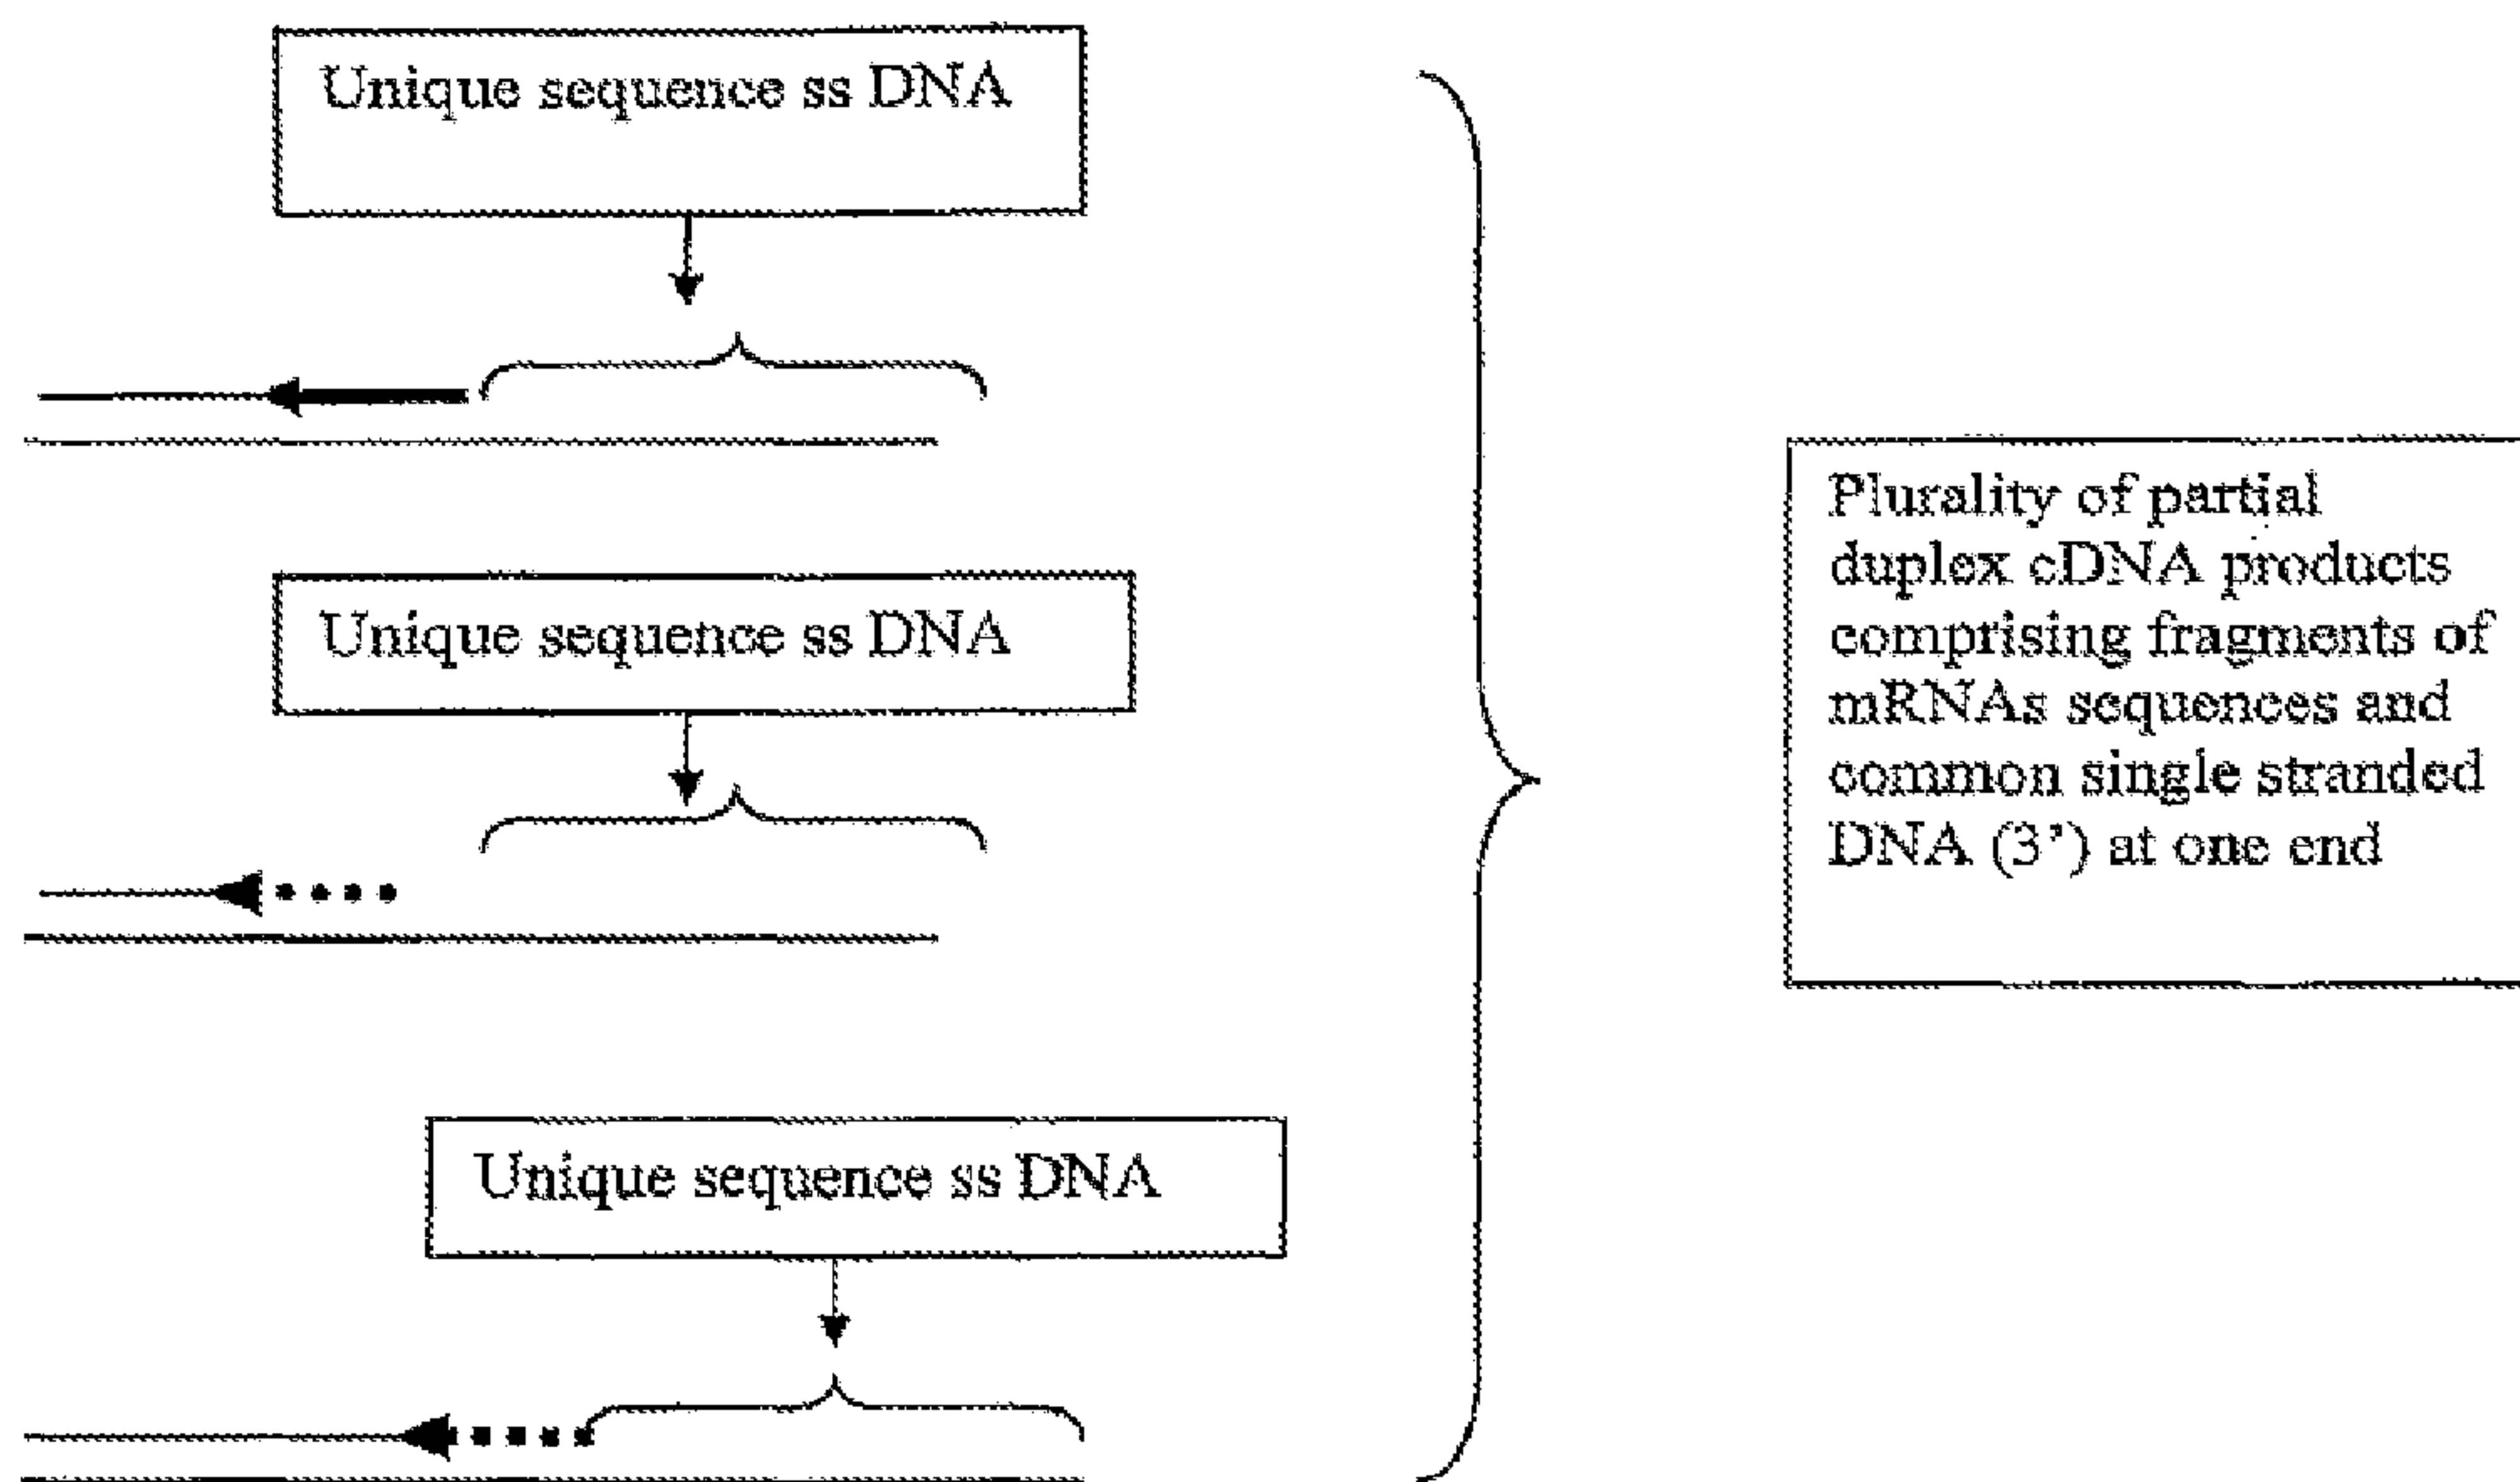 Unique sequence ss DNA
Unique sequence ss DNA
Plurality of partial
duplex cDNA products
comprising fragments of
mRNAs sequences and
common single stranded
DNA (3') at one end
Unique sequence ss DNA